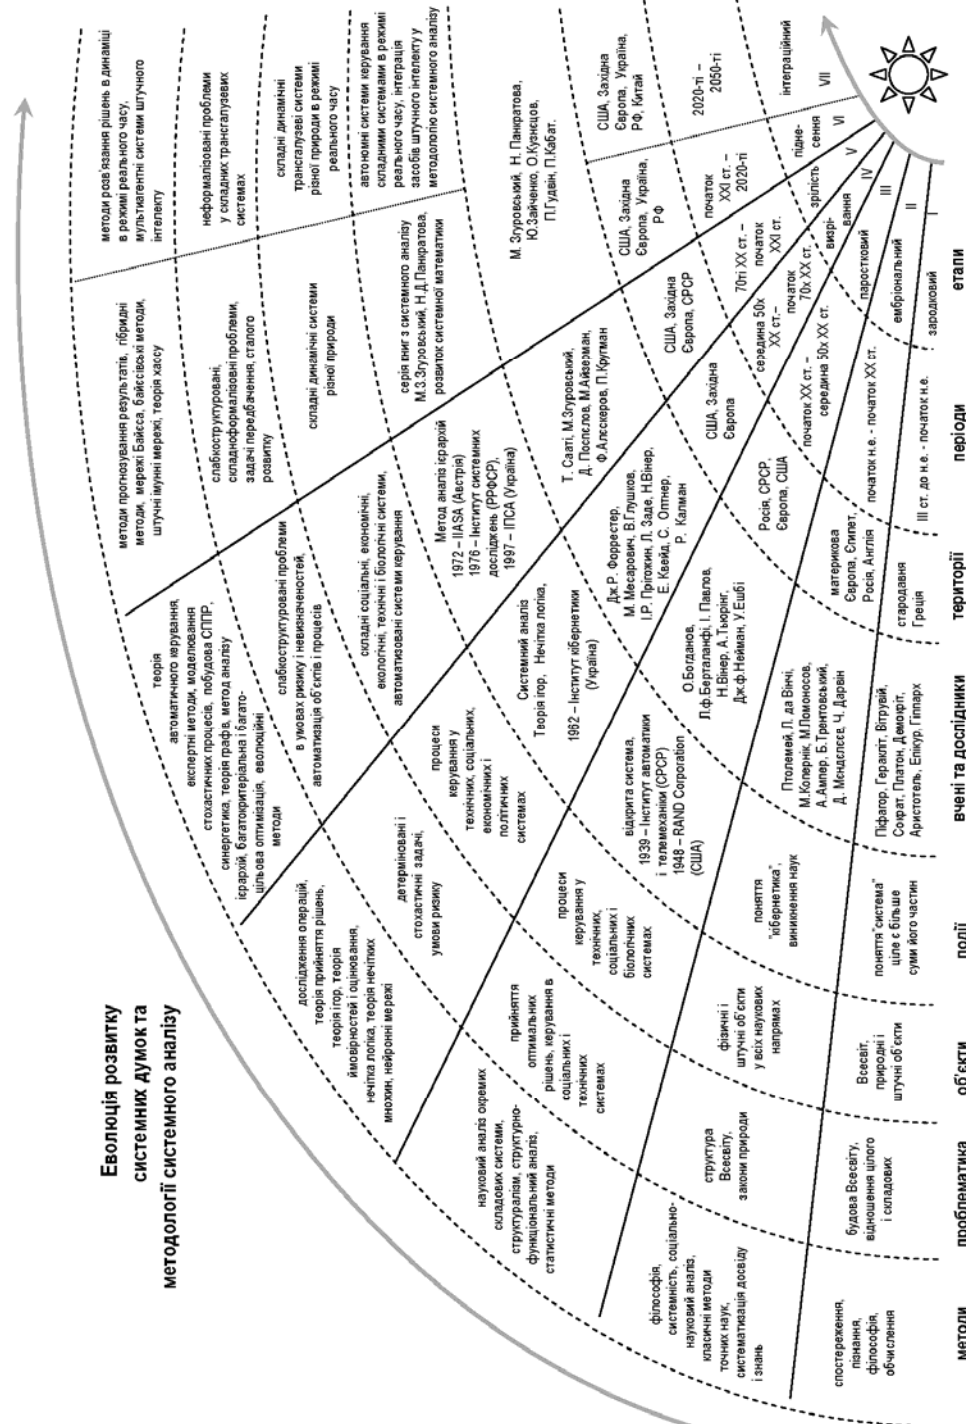 Еволюція розвитку
системних думок та
методології системного аналізу
методи
проблематика
об'єкти
події
вчені та дослідники
території
періоди
етапи
спостереження,
пізнання,
філософія,
обчислення
будова Всесвіту,
відношення цілого
і складових
Всесвіт,
природні і
штучні об'єкти
поняття "система"
ціле є більше
суми його частин
Піфагор, Геракліт, Вітрувій,
Сократ, Платон, Демокріт,
Аристотель, Епікур, Гіппарх
стародавня
Греція
III ст. до н.е. - початок н.е.
зародковий
I
філософія,
системність, соціально-
науковий аналіз,
класичні методи
точних наук,
систематизація досвіду
і знань
структура
Всесвіту,
закони природи
фізичні і
штучні об'єкти
у всіх наукових
напрямах
поняття
"кібернетика",
виникнення наук
Птолемей, Л. да Вінчі,
М.Копернік, М.Ломоносов,
А.Ампер, Б.Трентовський,
Д. Мєндєлєєв, Ч. Дарвін
материкова
Європа, Єгипет,
Росія, Англія
початок н.е. - початок XX ст.
ембріональний
II
науковий аналіз окремих
складових системи,
структуралізм, структурно-
функціональний аналіз,
статистичні методи
прийняття
оптимальних
рішень, керування в
соціальних і
технічних
системах
процеси
керування у
технічних,
соціальних і
біологічних
системах
відкрита система,
1939 – Інститут автоматики
і телемеханіки (СРСР)
1948 – RAND Corporation
(США)
О.Богданов,
Л.ф.Берталанфі, І. Павлов,
Н.Вінер, А.Тьюрінг,
Дж.ф.Нейман, У.Ешбі
Росія, СРСР,
Європа, США
початок XX ст. –
середина 50х XX ст.
паростковий
III
дослідження операцій,
теорія прийняття рішень,
теорія ігор, теорія
ймовірностей і оцінювання,
нечітка логіка, теорія нечітких
множин, нейронні мережі
детерміновані і
стохастичні задачі,
умови ризику
процеси
керування у
технічних, соціальних,
економічних і
політичних
системах
Системний аналіз
Теорія ігор, Нечітка логіка,
1962 – Інститут кібернетики
(Україна)
Дж.Р. Форрестер,
М. Месарович, В.Глушков,
І.Р. Прігожин, Л. Заде, Н.Вінер,
Е. Квейд, С. Оптнер,
Р. Калман
США, Західна
Європа
середина 50х
XX ст.–
початок
70х XX ст.
визрі-
вання
IV
теорія
автоматичного керування,
експертні методи, моделювання
стохастичних процесів, побудова СППР,
синергетика, теорія графів, метод аналізу
ієрархій, багатокритеріальна і багато-
цільова оптимізація, еволюційні
методи
слабкоструктуровані проблеми
в умовах ризику і невизначеностей,
автоматизація об'єктів і процесів
складні соціальні, економічні,
екологічні, технічні і біологічні системи,
автоматизовані системи керування
Метод аналіз ієрархій
1972 – IIASA (Австрія)
1976 – Інститут системних
досліджень (РРФСР),
1997 – ІПСА (Україна)
Т. Сааті, М.Згуровський,
Д. Поспєлов, М.Айзерман,
Ф.Алєскеров, П.Кругман
США, Західна
Європа, СРСР
70ті XX ст. –
початок
XXI ст.
зрілість
V
методи прогнозування результатів, гібридні
методи, мережі Байєса, байєсівські методи,
штучні імунні мережі, теорія хаосу
слабкоструктуровані,
складноформалізовні проблеми,
задачі передбачення, сталого
розвитку
складні динамічні системи
різної природи
серія книг з системного аналізу
М.З.Згуровський, Н.Д.Панкратова,
розвиток системної математики
М. Згуровський, Н. Панкратова,
Ю.Зайченко, О.Кузнєцов,
П.Гудвін, П.Кабат.
США, Західна
Європа, Україна,
РФ
початок
XXI ст. –
2020-ті
підне-
сення
VI
методи розв'язання рішень в динаміці
в режимі реального часу,
мультиагентні системи штучного
інтелекту
неформалізовані проблеми
у складних трансгалузевих
системах
складні динамічні
трансгалузеві системи
різної природи в режимі
реального часу
автономні системи керування
складними системами в режимі
реального часу, інтеграція
засобів штучного інтелекту у
методологію системного аналізу
США, Західна
Європа, Україна,
РФ, Китай
2020-ті –
2050-ті
інтеграційний
VII